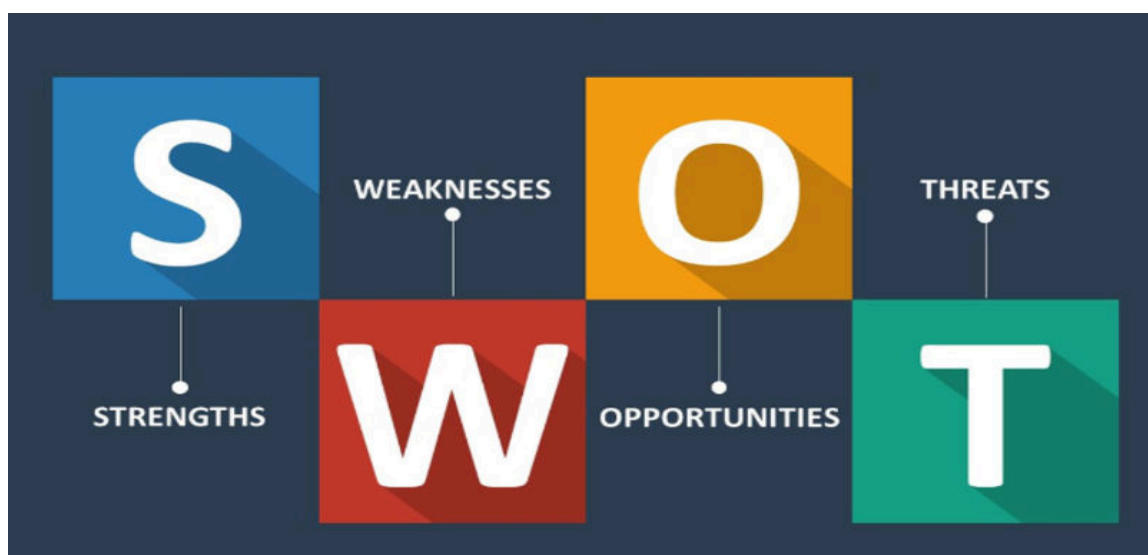 S
STRENGTHS
W
WEAKNESSES
O
OPPORTUNITIES
T
THREATS